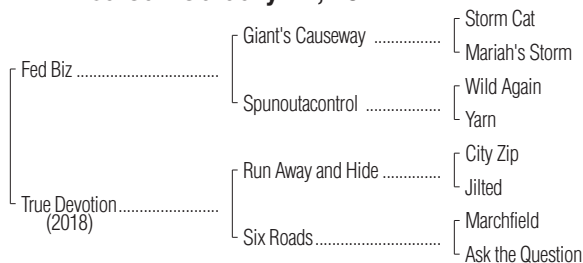 Fed Biz
True Devotion
(2018)
Giant's Causeway
Spunoutacontrol
Run Away and Hide
Six Roads
Storm Cat
Mariah's Storm
Wild Again
Yarn
City Zip
Jilted
Marchfield
Ask the Question